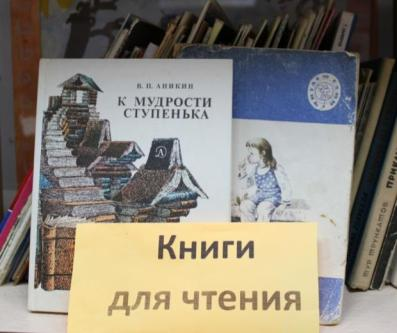 В. П. АНИКИН
К МУДРОСТИ
СТУПЕНЬКА
Книги
для чтения